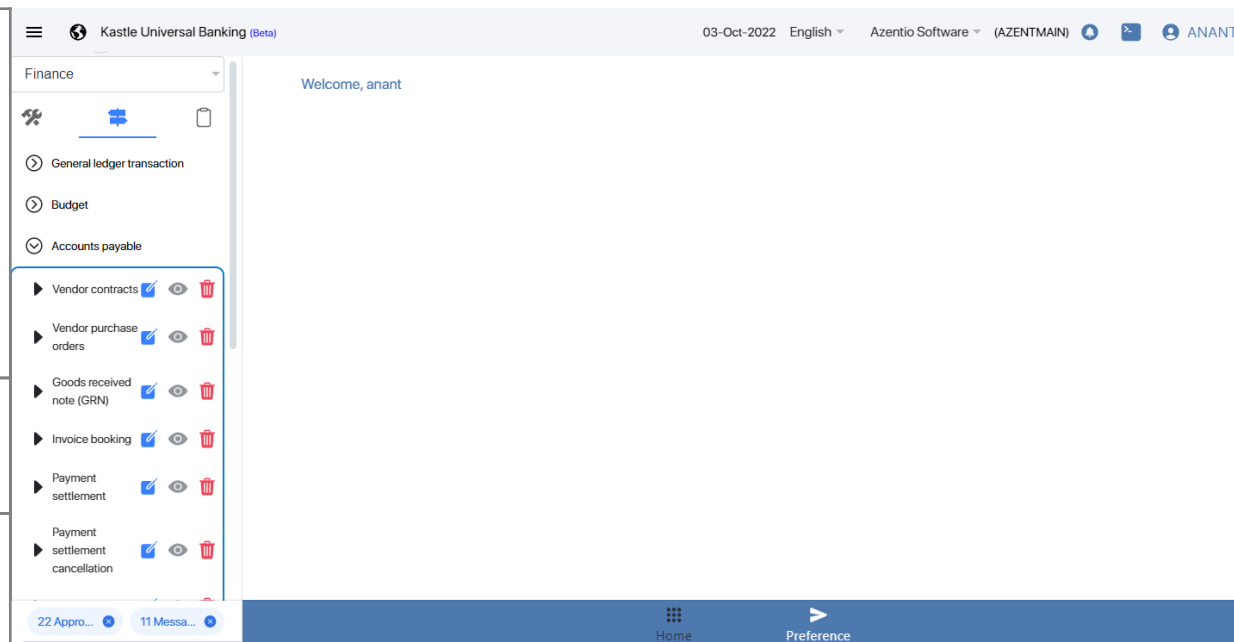 Kastle Universal Banking (Beta)
03-Oct-2022 English Azentio Software (AZENTMAIN) ANANT
Finance
Welcome, anant
General ledger transaction
Budget
Accounts payable
Vendor contracts
Vendor purchase
orders
Goods received
note (GRN)
Invoice booking
Payment
settlement
Payment
settlement
cancellation
22 Appro...
11 Messa...
Home
Preference